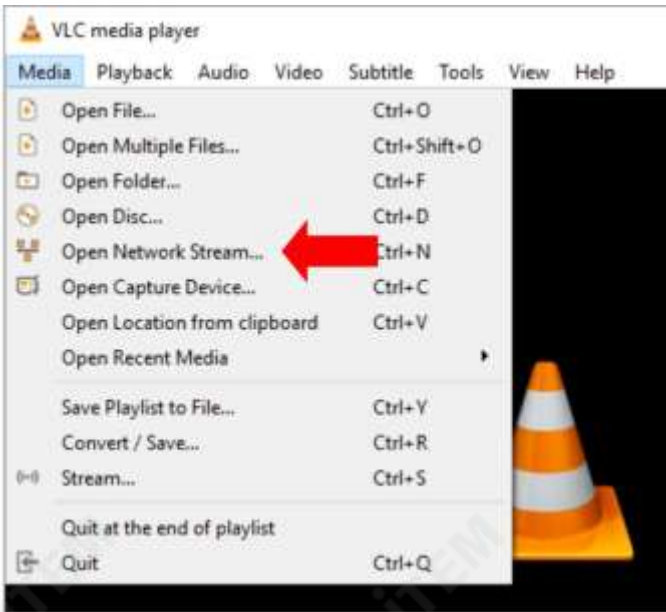 VLC media player
Media Playback Audio Video Subtitle Tools View Help
Open File... Ctrl+O
Open Multiple Files... Ctrl+Shift+O
Open Folder... Ctrl+F
Open Disc... Ctrl+D
Open Network Stream... Ctrl+N
Open Capture Device... Ctrl+C
Open Location from clipboard Ctrl+V
Open Recent Media
Save Playlist to File... Ctrl+Y
Convert / Save... Ctrl+R
Stream... Ctrl+S
Quit at the end of playlist
Quit Ctrl+Q